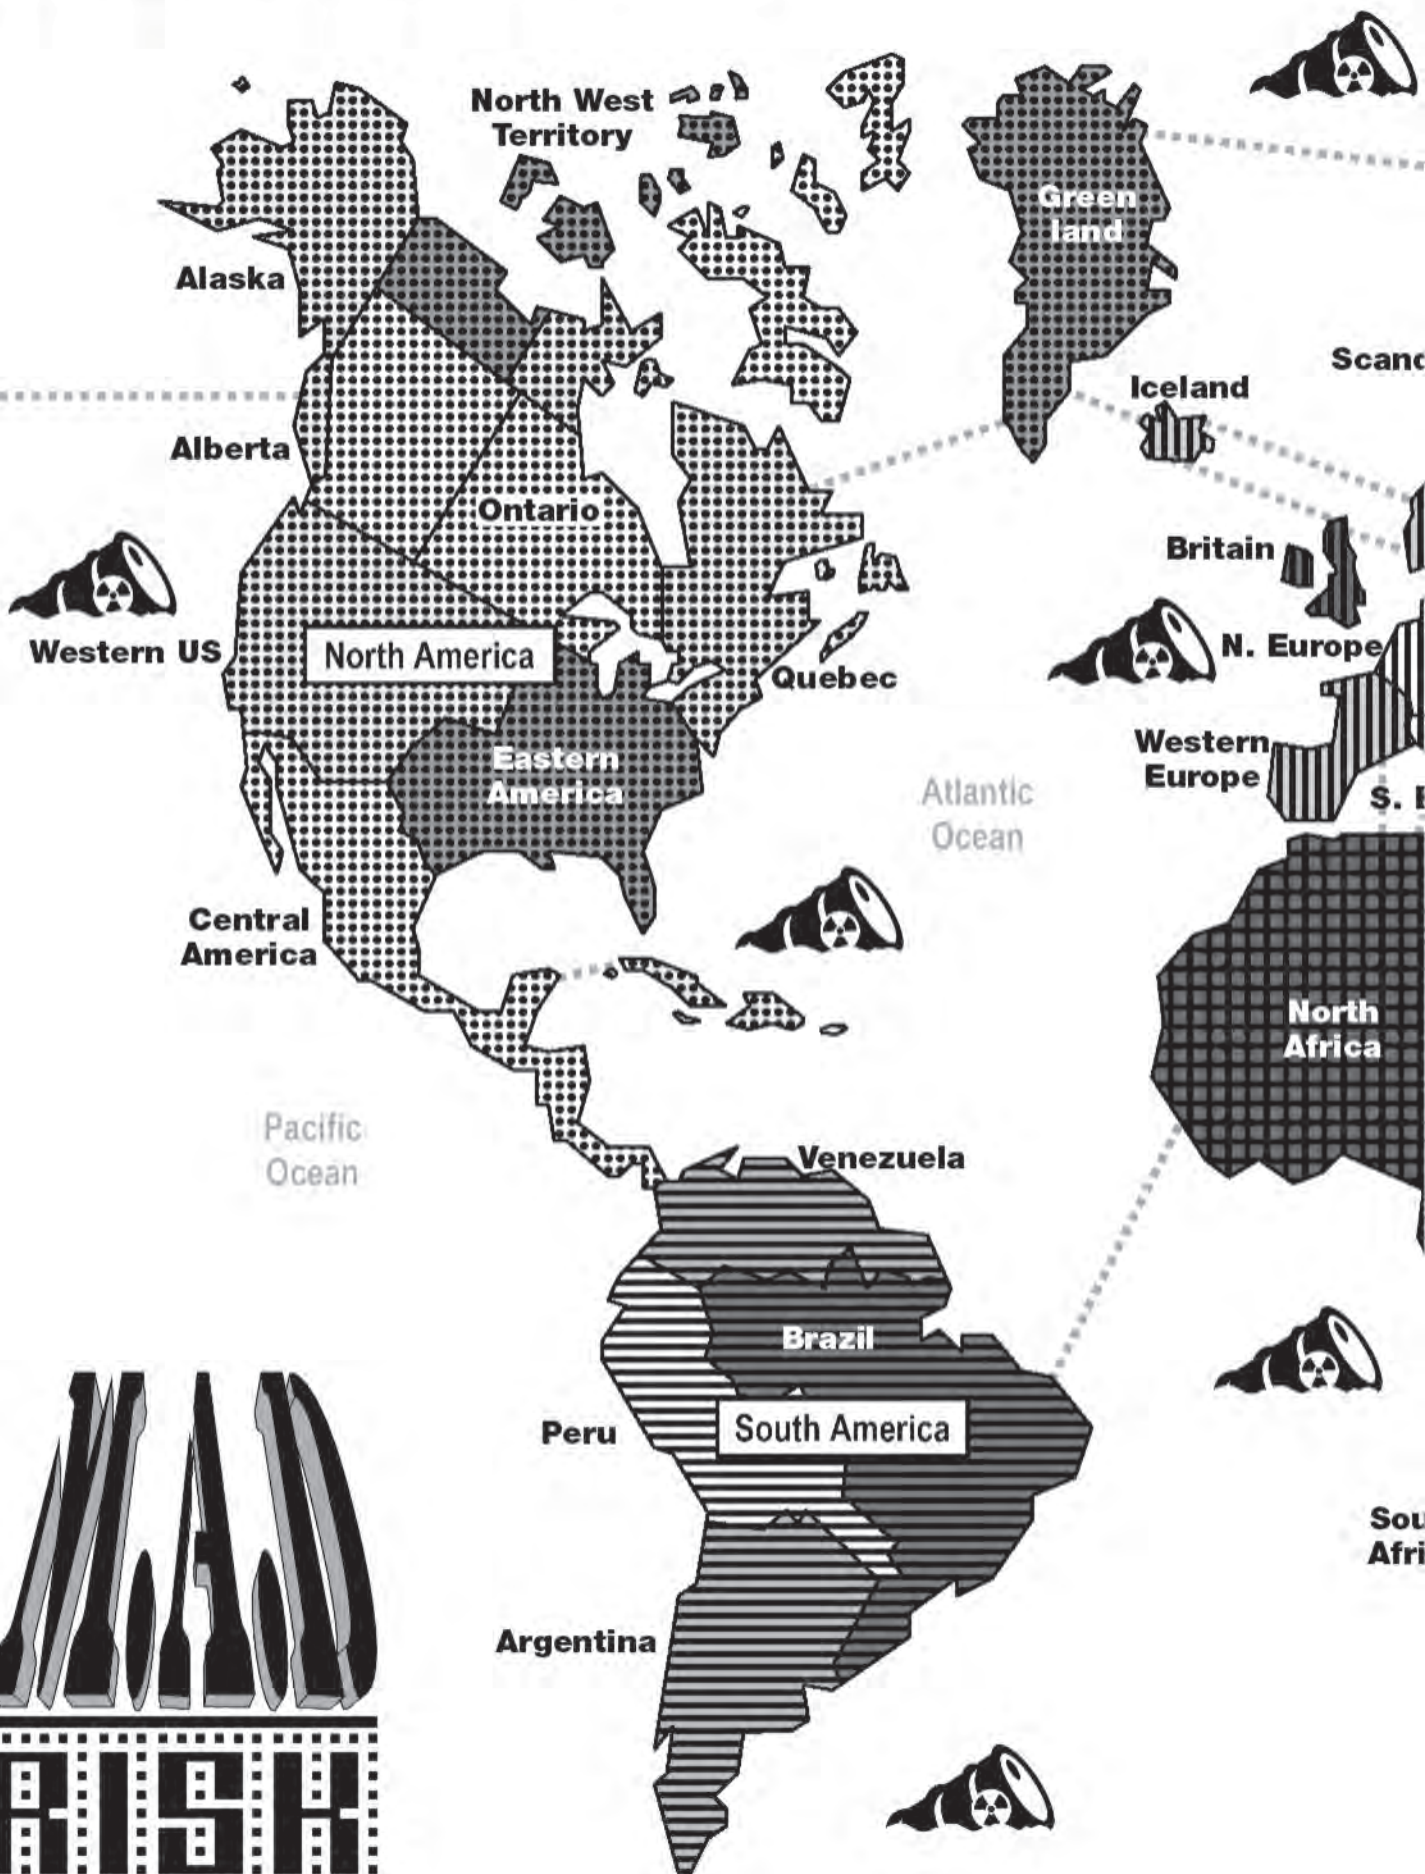 North West
Territory
Green
land
Alaska
Scand
Iceland
Alberta
Ontario
Britain
Western US
North America
N. Europe
Quebec
Western
Europe
Eastern
America
Atlantic
Ocean
S. E
Central
America
North
Africa
Pacific
Ocean
Venezuela
Brazil
Peru
South America
Sou
Afri
Argentina
M.A.D
RISK